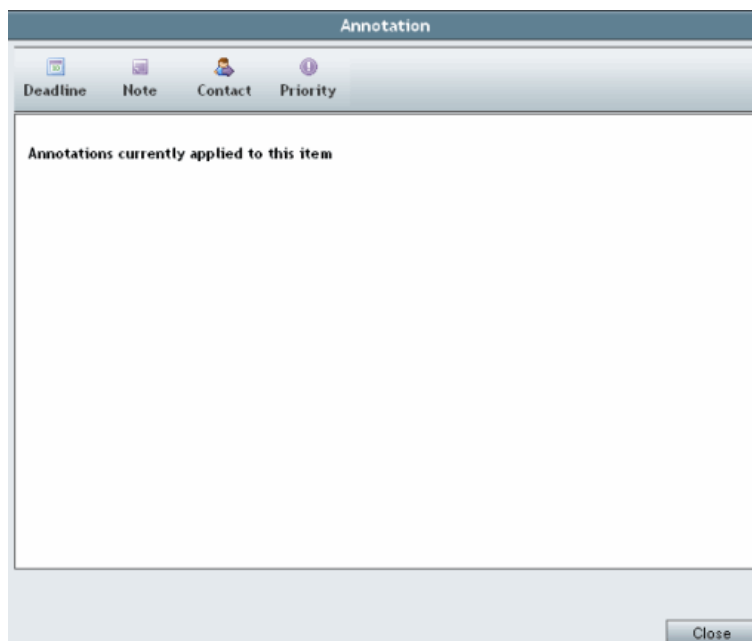 Annotation
Deadline Note Contact Priority
Annotations currently applied to this item
Close